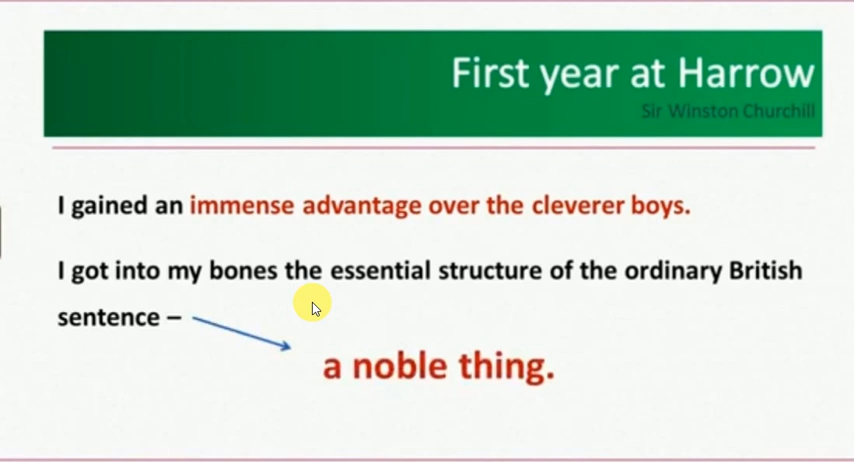 First year at Harrow
Sir Winston Churchill
I gained an immense advantage over the cleverer boys.
I got into my bones the essential structure of the ordinary British
sentence –
a noble thing.